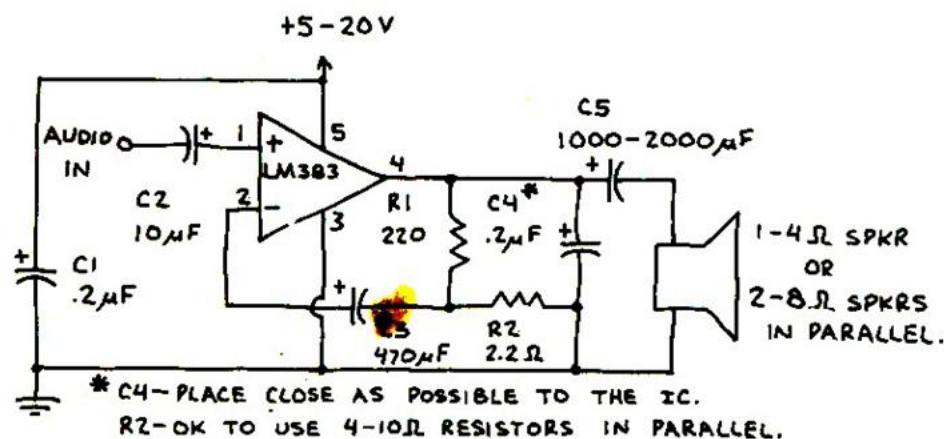 +5-20V
C5
1000-2000µF
AUDIO
IN
1
+
5
LM383
4
2
-
3
C2
10µF
R1
220
C4*
.2µF
+
C1
.2µF
+
470µF
R2
2.2Ω
1-4Ω SPKR
OR
2-8Ω SPKRS
IN PARALLEL.
* C4-PLACE CLOSE AS POSSIBLE TO THE IC.
R2-OK TO USE 4-10Ω RESISTORS IN PARALLEL.